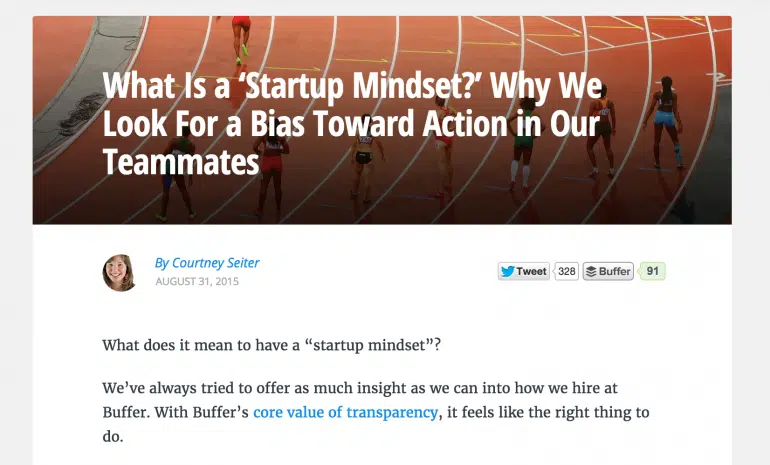 What Is a ‘Startup Mindset?’ Why We
Look For a Bias Toward Action in Our
Teammates
By Courtney Seiter
AUGUST 31, 2015
Tweet 328 Buffer 91
What does it mean to have a “startup mindset”?
We’ve always tried to offer as much insight as we can into how we hire at
Buffer. With Buffer’s core value of transparency, it feels like the right thing to
do.